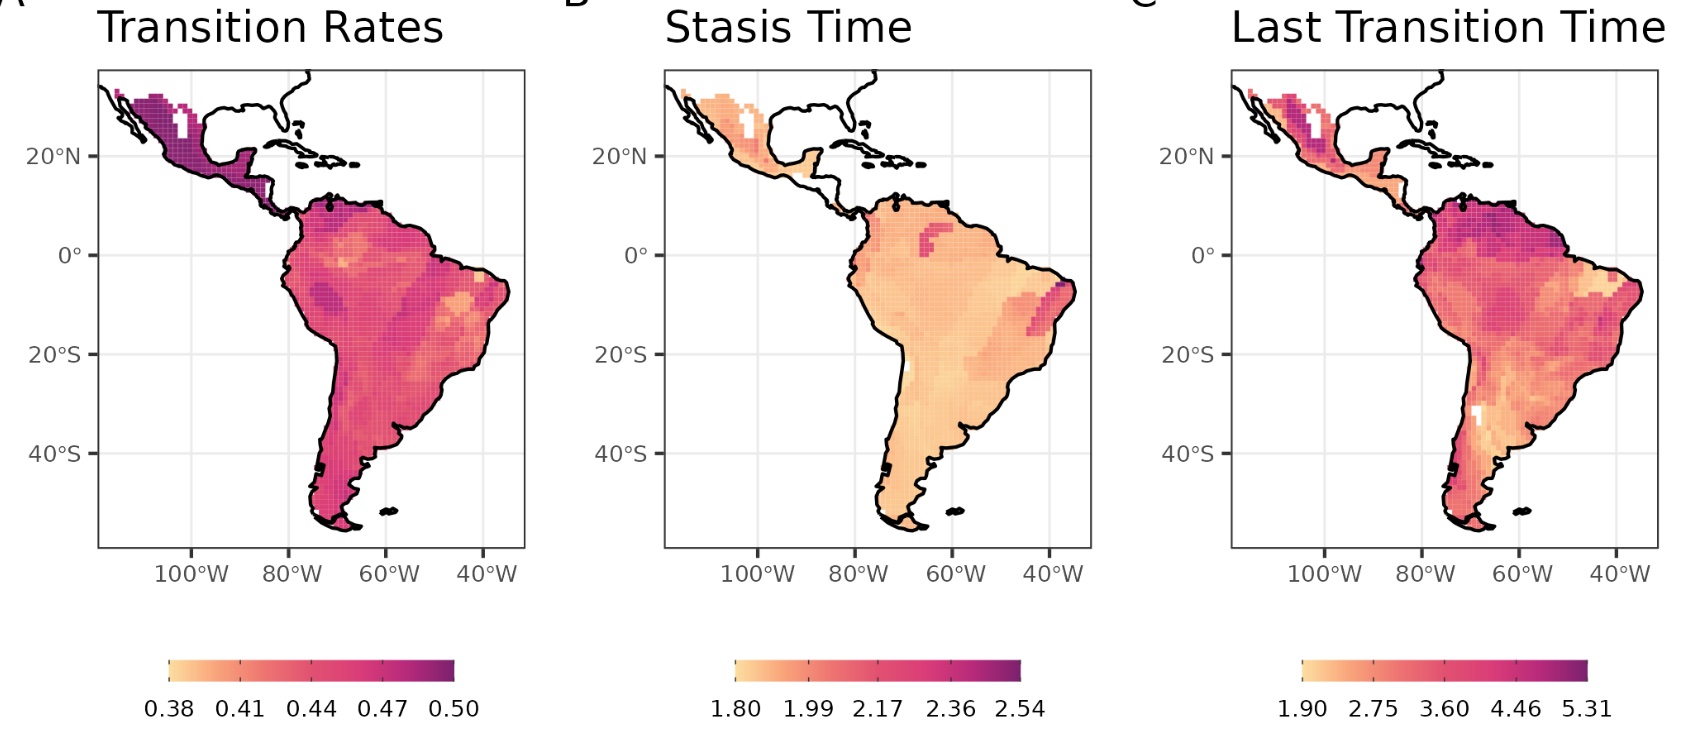 A B C
Transition Rates Stasis Time Last Transition Time
20°N 20°N 20°N
0° 0° 0°
20°S 20°S 20°S
40°S 40°S 40°S
100°W 80°W 60°W 40°W 100°W 80°W 60°W 40°W 100°W 80°W 60°W 40°W
0.38 0.41 0.44 0.47 0.50 1.80 1.99 2.17 2.36 2.54 1.90 2.75 3.60 4.46 5.31